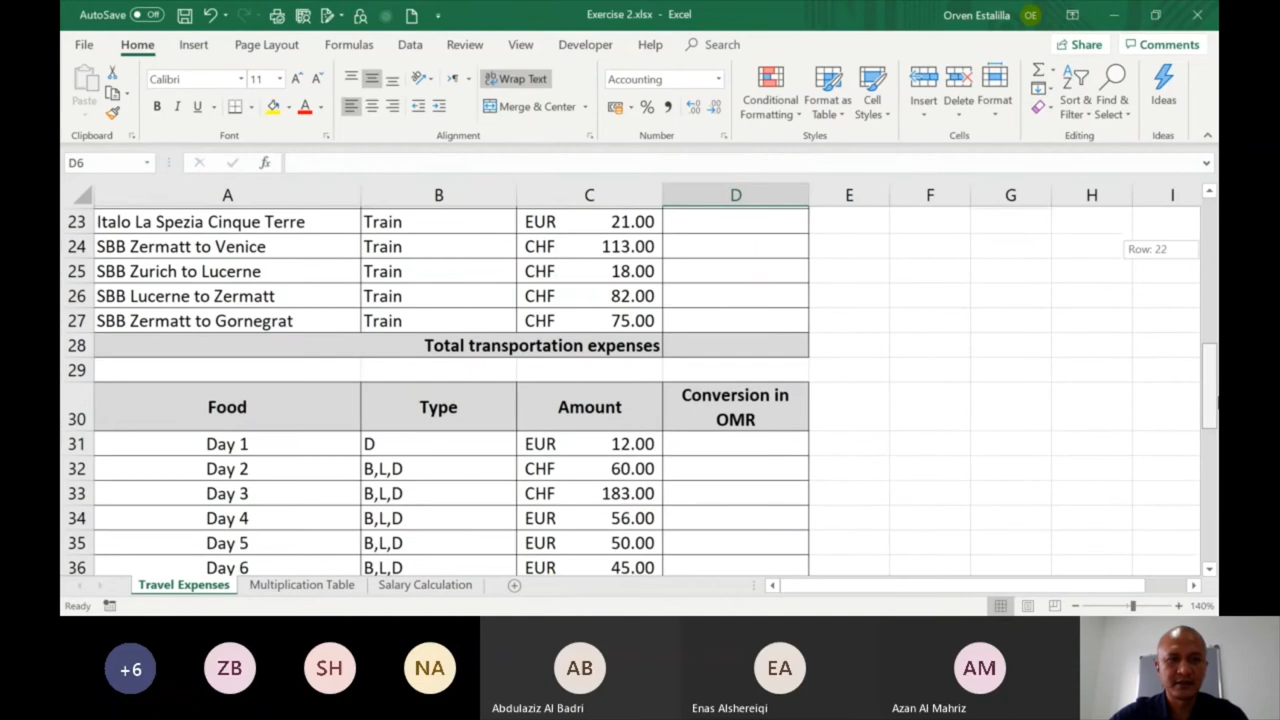 AutoSave Off
Exercise 2.xlsx - Excel
Orven Estalilla OE
File Home Insert Page Layout Formulas Data Review View Developer Help Search Share Comments
Paste
Calibri 11
B I U A
Wrap Text
Merge & Center
Accounting
% ,
Conditional Formatting
Format as Table
Cell Styles
Insert Delete Format
Sort & Filter
Find & Select
Ideas
Clipboard Font Alignment Number Styles Cells Editing Ideas
D6 fx
A B C D E F G H I
23 Italo La Spezia Cinque Terre Train EUR 21.00
Row: 22
24 SBB Zermatt to Venice Train CHF 113.00
25 SBB Zurich to Lucerne Train CHF 18.00
26 SBB Lucerne to Zermatt Train CHF 82.00
27 SBB Zermatt to Gornegrat Train CHF 75.00
28 Total transportation expenses
29
30 Food Type Amount Conversion in OMR
31 Day 1 D EUR 12.00
32 Day 2 B,L,D CHF 60.00
33 Day 3 B,L,D CHF 183.00
34 Day 4 B,L,D EUR 56.00
35 Day 5 B,L,D EUR 50.00
36 Day 6 B,L,D EUR 45.00
Travel Expenses Multiplication Table Salary Calculation
Ready 140%
+6 ZB SH NA AB EA AM
Abdulaziz Al Badri Enas Alshereiqi Azan Al Mahriz